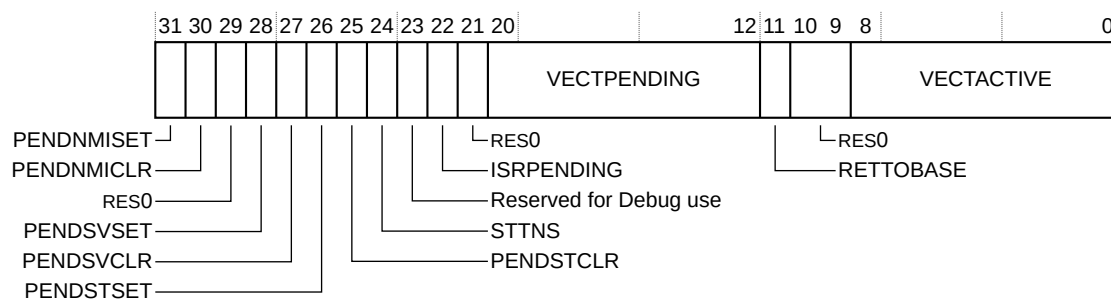 31 30 29 28 27 26 25 24 23 22 21 20 12 11 10 9 8 0
VECTPENDING VECTACTIVE
PENDNMISET RES0 RES0
PENDNMICLR ISRPENDING RETTOBASE
RES0 Reserved for Debug use
PENDSVSET STTNS
PENDSVCLR PENDSTCLR
PENDSTSET